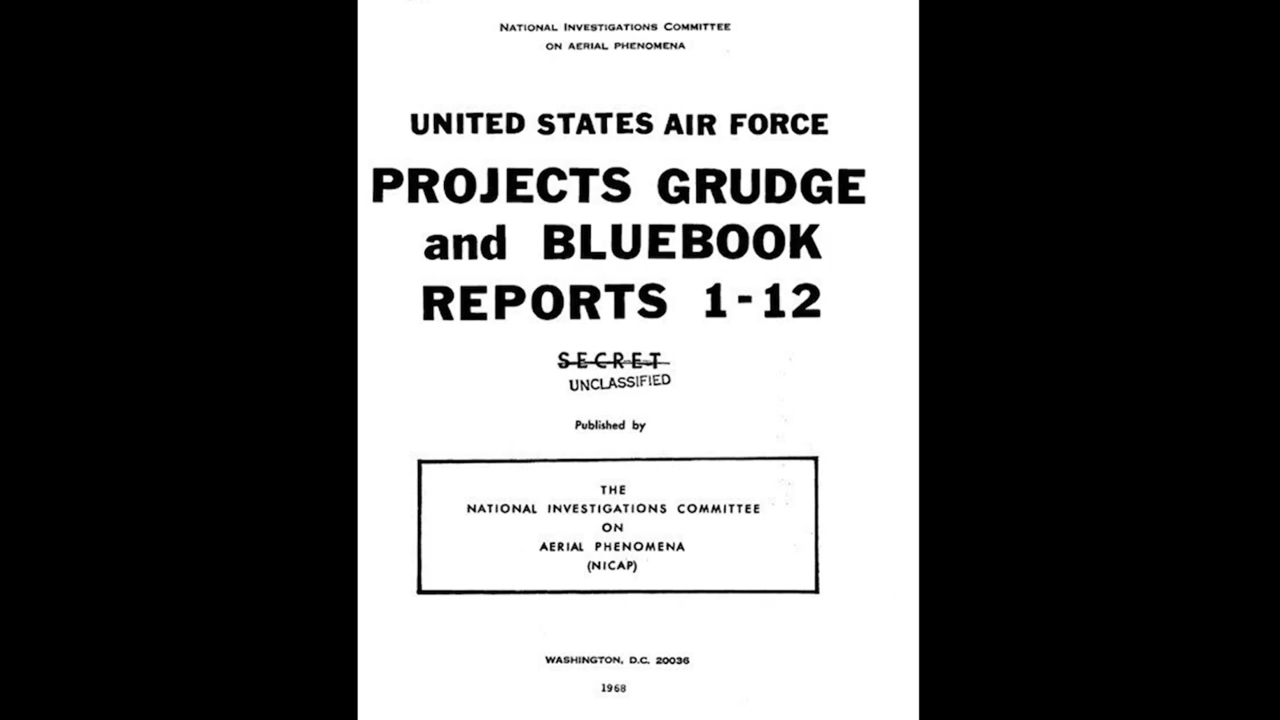 NATIONAL INVESTIGATIONS COMMITTEE
ON AERIAL PHENOMENA
UNITED STATES AIR FORCE
PROJECTS GRUDGE
and BLUEBOOK
REPORTS 1-12
SECRET
UNCLASSIFIED
Published by
THE
NATIONAL INVESTIGATIONS COMMITTEE
ON
AERIAL PHENOMENA
(NICAP)
WASHINGTON, D.C. 20036
1968